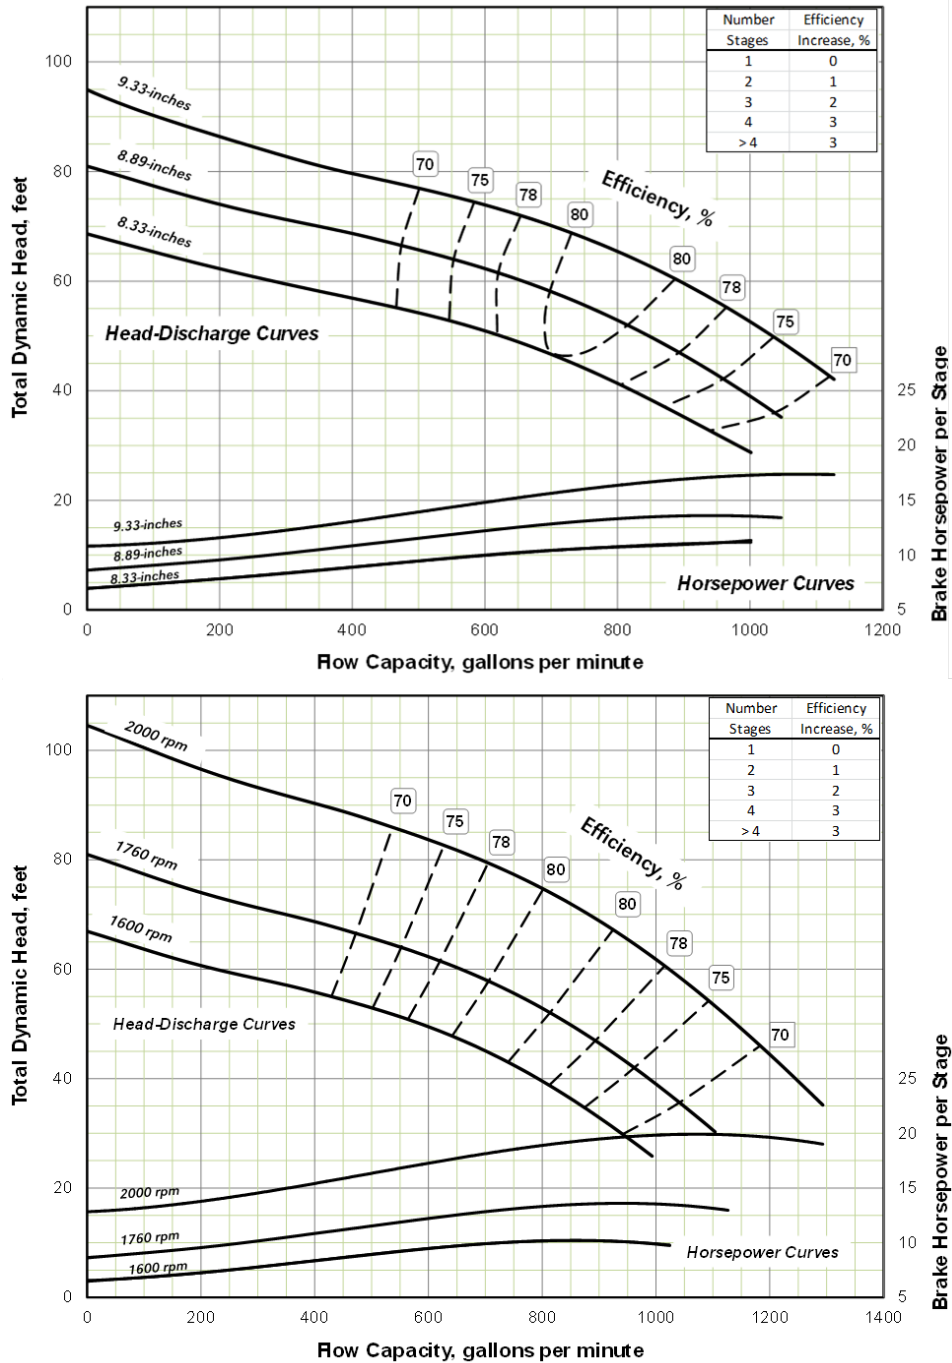 Number Efficiency
Stages Increase, %
1 0
2 1
3 2
4 3
> 4 3
100
80
60
40
20
0
Total Dynamic Head, feet
9.33-inches
8.89-inches
8.33-inches
70
75
78
80
Efficiency, %
80
78
75
70
Head-Discharge Curves
25
20
15
10
5
Brake Horsepower per Stage
9.33-inches
8.89-inches
8.33-inches
Horsepower Curves
0 200 400 600 800 1000 1200
Flow Capacity, gallons per minute
Number Efficiency
Stages Increase, %
1 0
2 1
3 2
4 3
> 4 3
100
80
60
40
20
0
Total Dynamic Head, feet
2000 rpm
1760 rpm
1600 rpm
70
75
78
80
Efficiency, %
80
78
75
70
Head-Discharge Curves
25
20
15
10
5
Brake Horsepower per Stage
2000 rpm
1760 rpm
1600 rpm
Horsepower Curves
0 200 400 600 800 1000 1200 1400
Flow Capacity, gallons per minute